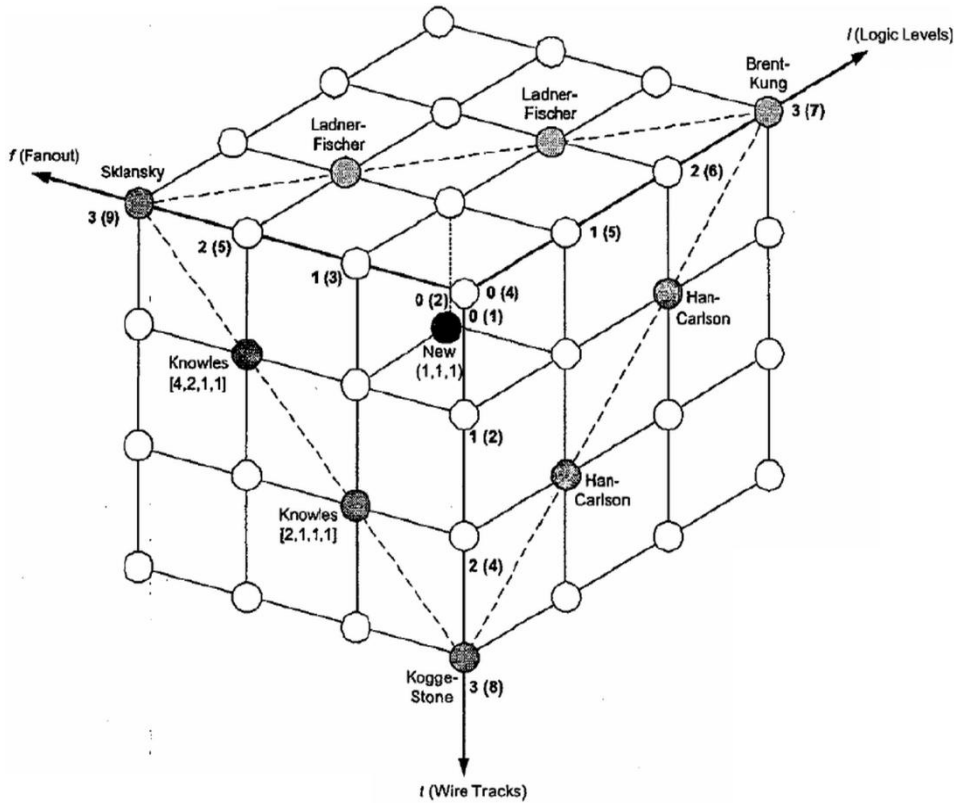 l (Logic Levels)
Brent-
Kung
3 (7)
Ladner-
Fischer
Ladner-
Fischer
2 (6)
f (Fanout)
Sklansky
3 (9)
2 (5)
1 (5)
1 (3)
0 (2)
0 (4)
0 (1)
Han-
Carlson
New
(1,1,1)
Knowles
[4,2,1,1]
1 (2)
Han-
Carlson
Knowles
[2,1,1,1]
2 (4)
Kogge-
Stone
3 (8)
t (Wire Tracks)